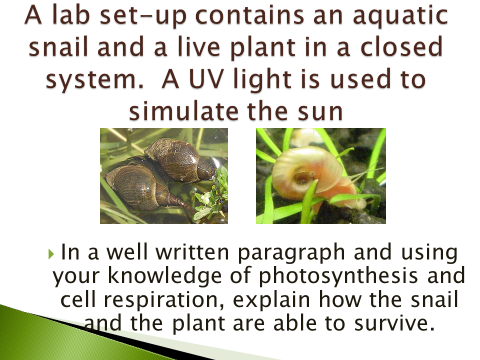 A lab set-up contains an aquatic
snail and a live plant in a closed
system.  A UV light is used to
simulate the sun
In a well written paragraph and using
your knowledge of photosynthesis and
cell respiration, explain how the snail
and the plant are able to survive.